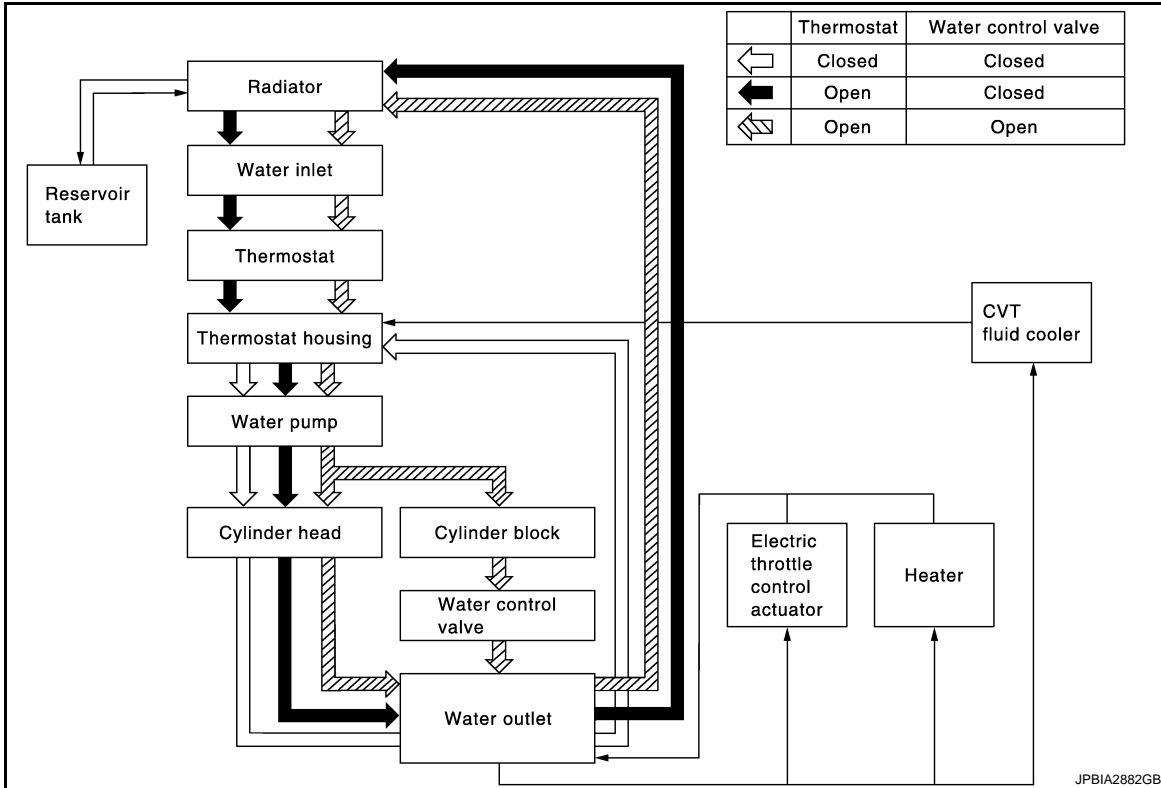 Thermostat Water control valve
Closed Closed
Open Closed
Open Open
Radiator
Reservoir
tank
Water inlet
Thermostat
Thermostat housing
CVT
fluid cooler
Water pump
Cylinder head
Cylinder block
Electric
throttle
control
actuator
Heater
Water control
valve
Water outlet
JPBIA2882GB